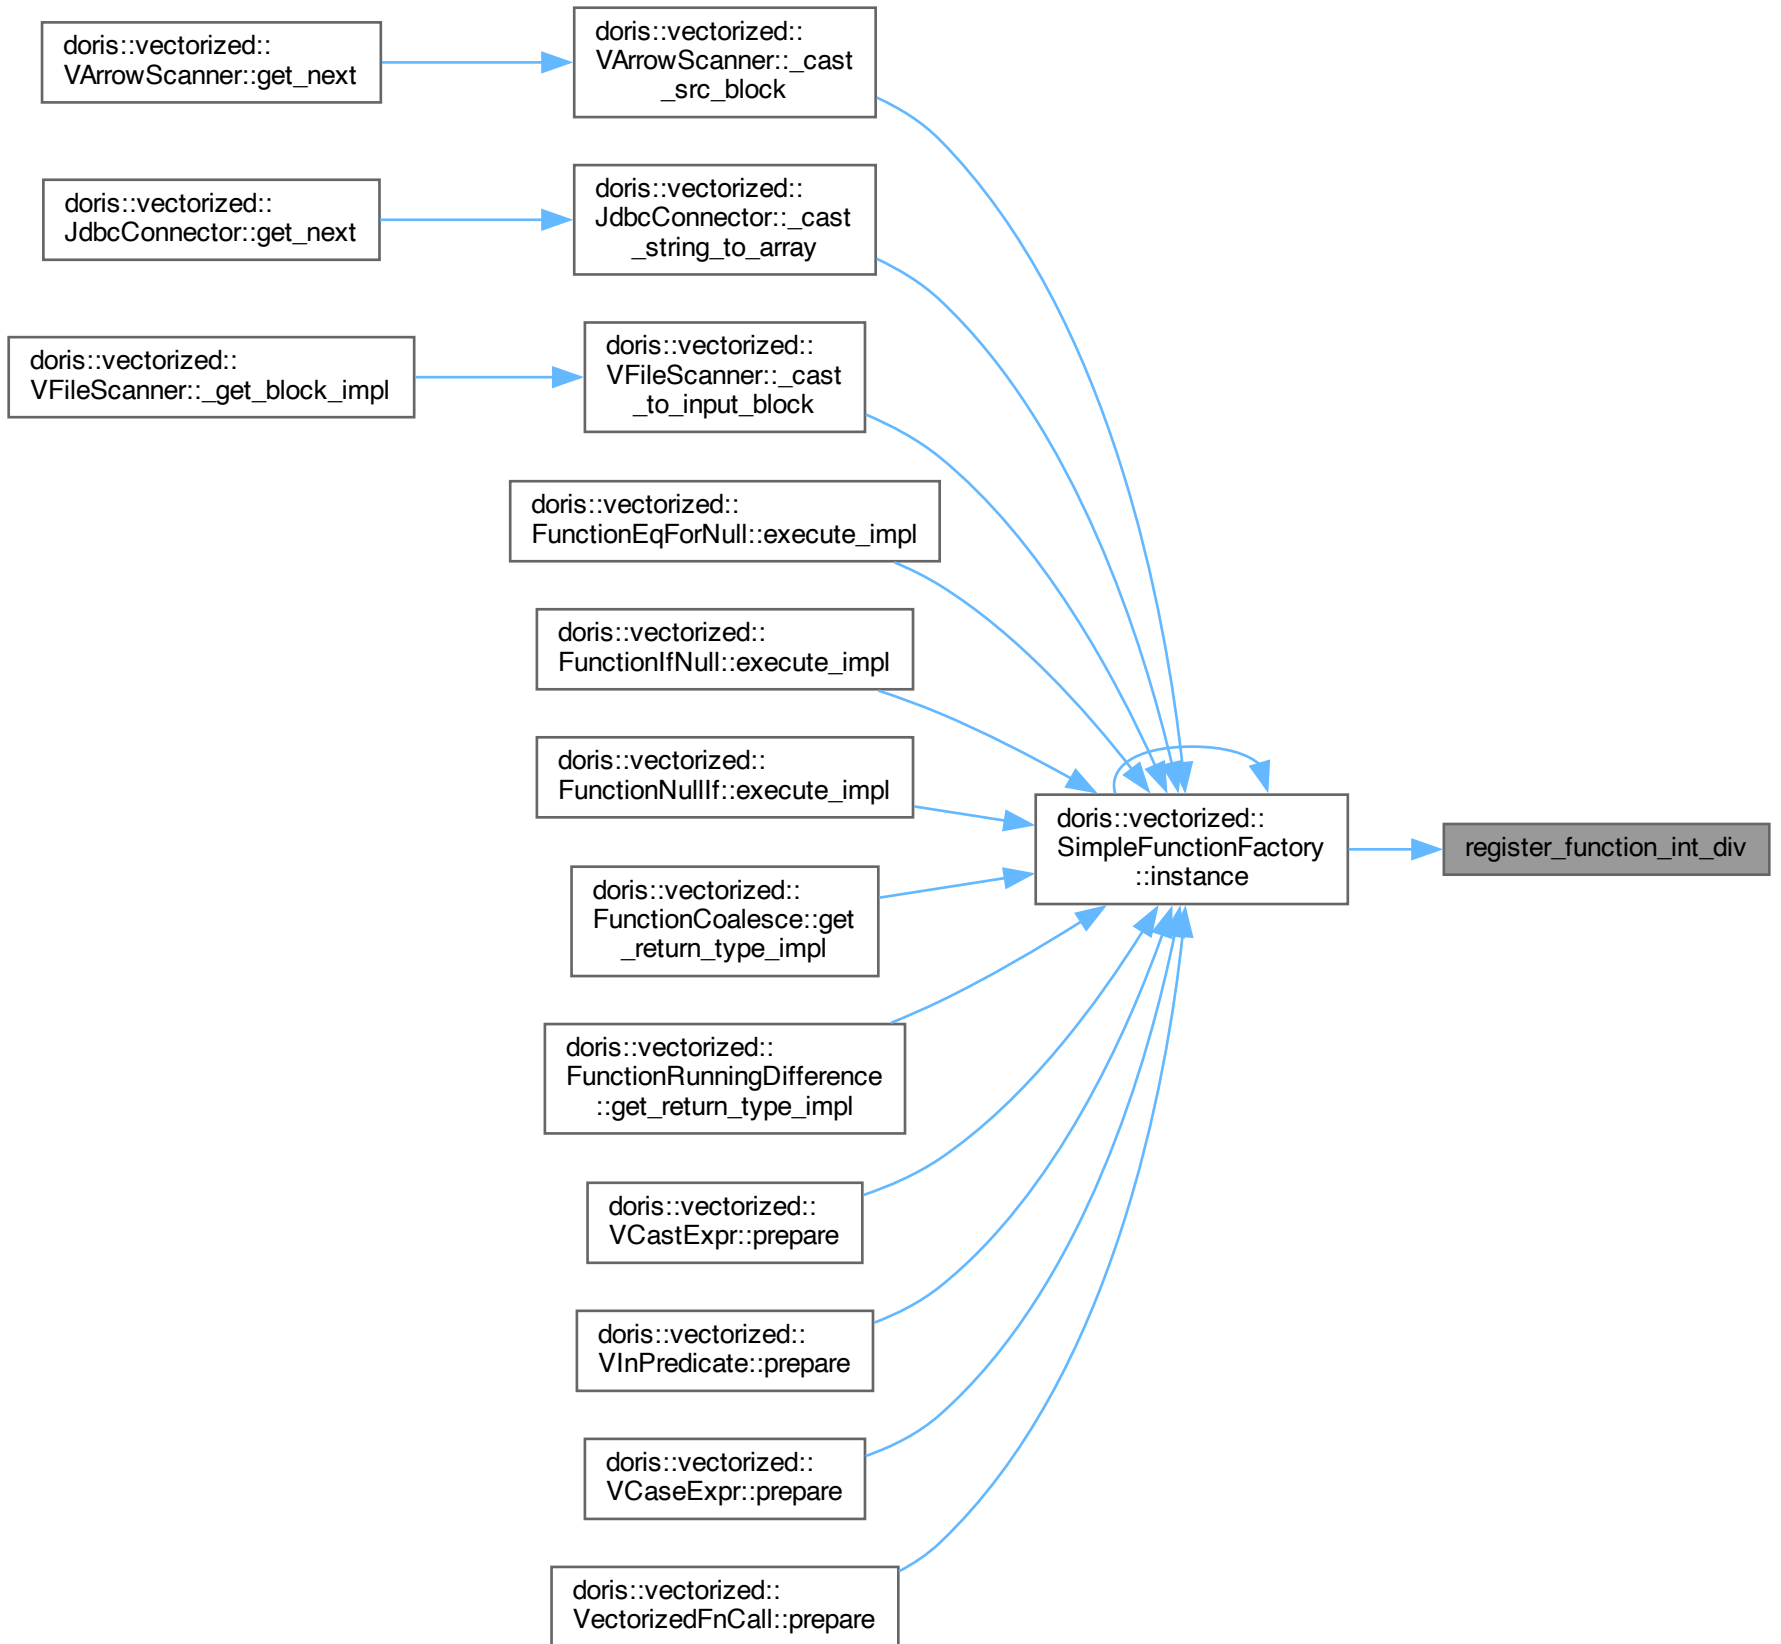 doris::vectorized::
VArrowScanner::get_next
doris::vectorized::
VArrowScanner::_cast
_src_block
doris::vectorized::
JdbcConnector::get_next
doris::vectorized::
JdbcConnector::_cast
_string_to_array
doris::vectorized::
VFileScanner::_get_block_impl
doris::vectorized::
VFileScanner::_cast
_to_input_block
doris::vectorized::
FunctionEqForNull::execute_impl
doris::vectorized::
FunctionIfNull::execute_impl
doris::vectorized::
FunctionNullIf::execute_impl
doris::vectorized::
SimpleFunctionFactory
::instance
register_function_int_div
doris::vectorized::
FunctionCoalesce::get
_return_type_impl
doris::vectorized::
FunctionRunningDifference
::get_return_type_impl
doris::vectorized::
VCastExpr::prepare
doris::vectorized::
VInPredicate::prepare
doris::vectorized::
VCaseExpr::prepare
doris::vectorized::
VectorizedFnCall::prepare